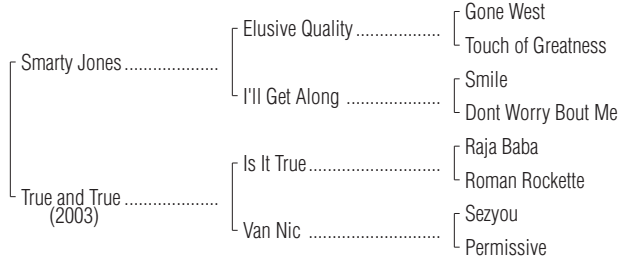 Gone West
Elusive Quality ..................
Touch of Greatness
Smarty Jones ....................
Smile
I'll Get Along ....................
Dont Worry Bout Me
Raja Baba
Is It True ............................
Roman Rockette
True and True ....................
(2003)
Sezyou
Van Nic ............................
Permissive